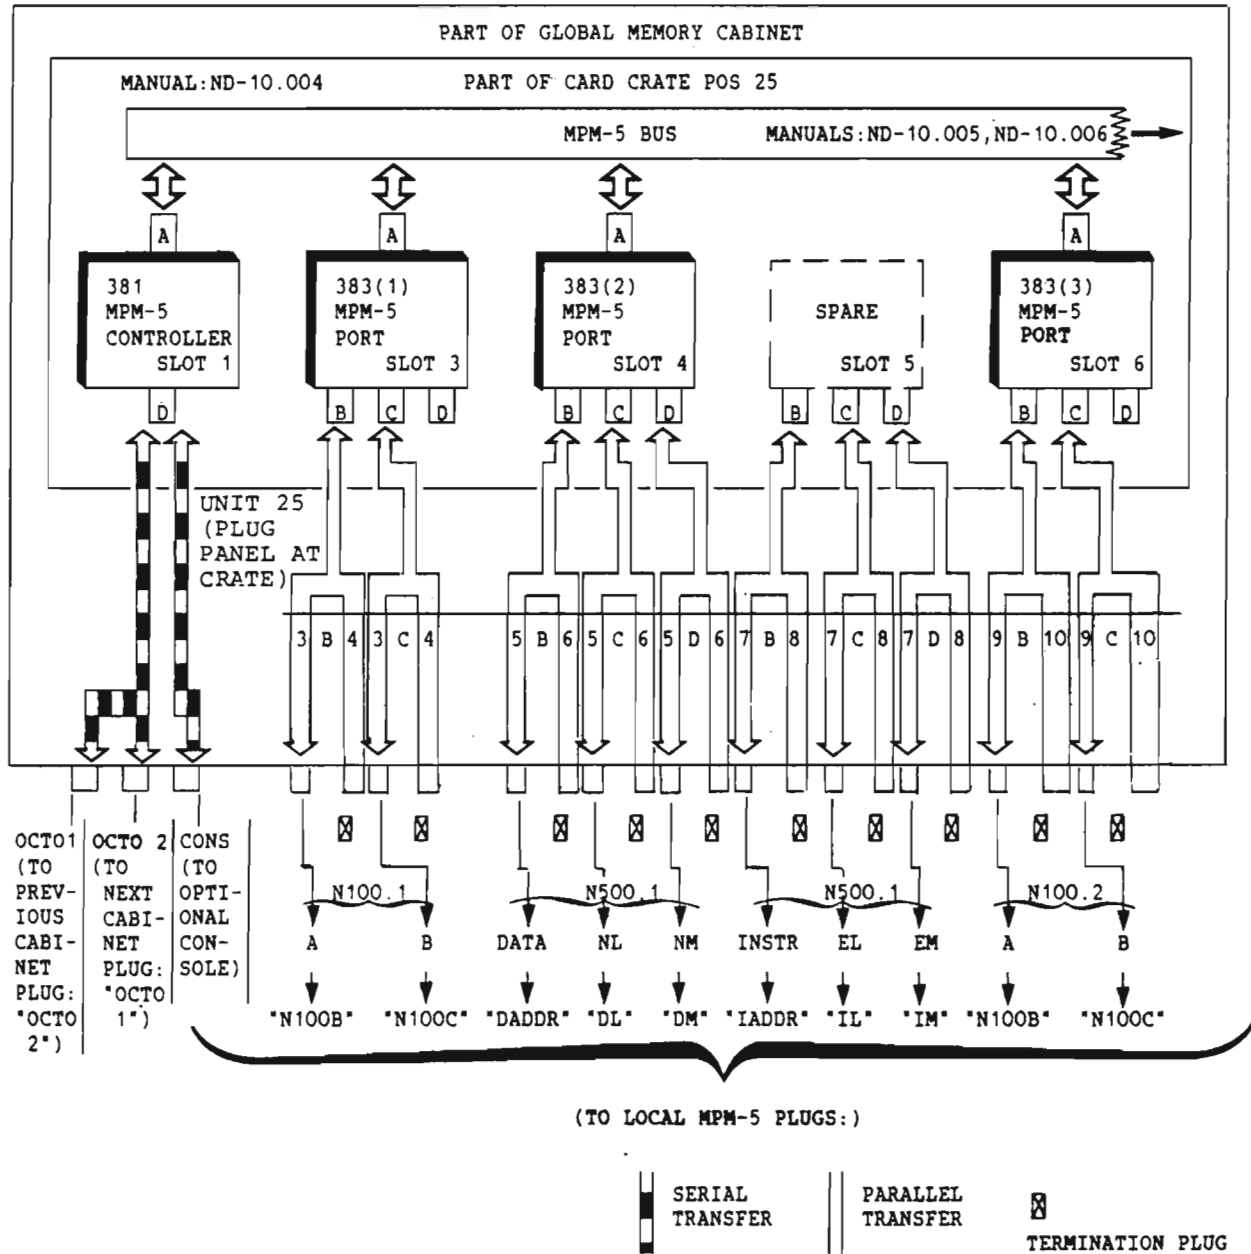 PART OF GLOBAL MEMORY CABINET
MANUAL:ND-10.004
PART OF CARD CRATE POS 25
MPM-5 BUS
MANUALS:ND-10.005,ND-10.006
A
A
A
A
381
MPM-5
CONTROLLER
SLOT 1
383(1)
MPM-5
PORT
SLOT 3
383(2)
MPM-5
PORT
SLOT 4
SPARE
SLOT 5
383(3)
MPM-5
PORT
SLOT 6
D
B C D
B C D
B C D
B C D
UNIT 25
(PLUG
PANEL AT
CRATE)
3 B 4 3 C 4
5 B 6 5 C 6 5 D 6 7 B 8 7 C 8 7 D 8 9 B 10 9 C 10
OCTO1
(TO
PREV-
IOUS
CABI-
NET
PLUG:
"OCTO
2")
OCTO 2
(TO
NEXT
CABI-
NET
PLUG:
"OCTO
1")
CONS
(TO
OPTI-
ONAL
CON-
SOLE)
N100.1
N500.1
N500.1
N100.2
A B DATA NL NM INSTR EL EM A B
"N100B" "N100C" "DADDR" "DL" "DM" "IADDR" "IL" "IM" "N100B" "N100C"
(TO LOCAL MPM-5 PLUGS:)
SERIAL
TRANSFER
PARALLEL
TRANSFER
TERMINATION PLUG